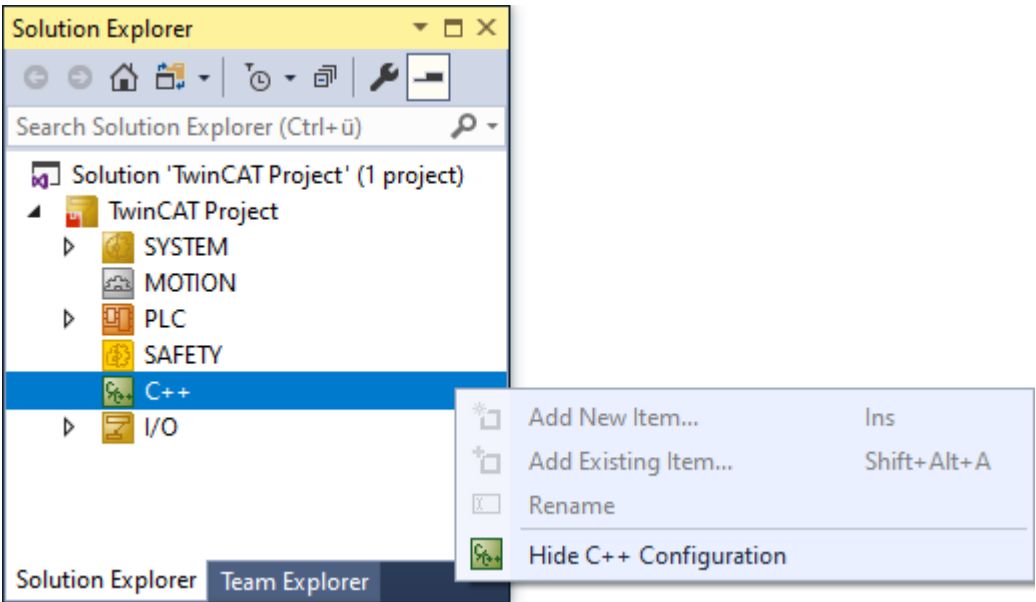 Solution Explorer
Search Solution Explorer (Ctrl+ü)
Solution 'TwinCAT Project' (1 project)
TwinCAT Project
SYSTEM
MOTION
PLC
SAFETY
C++
I/O
Add New Item... Ins
Add Existing Item... Shift+Alt+A
Rename
Hide C++ Configuration
Solution Explorer Team Explorer